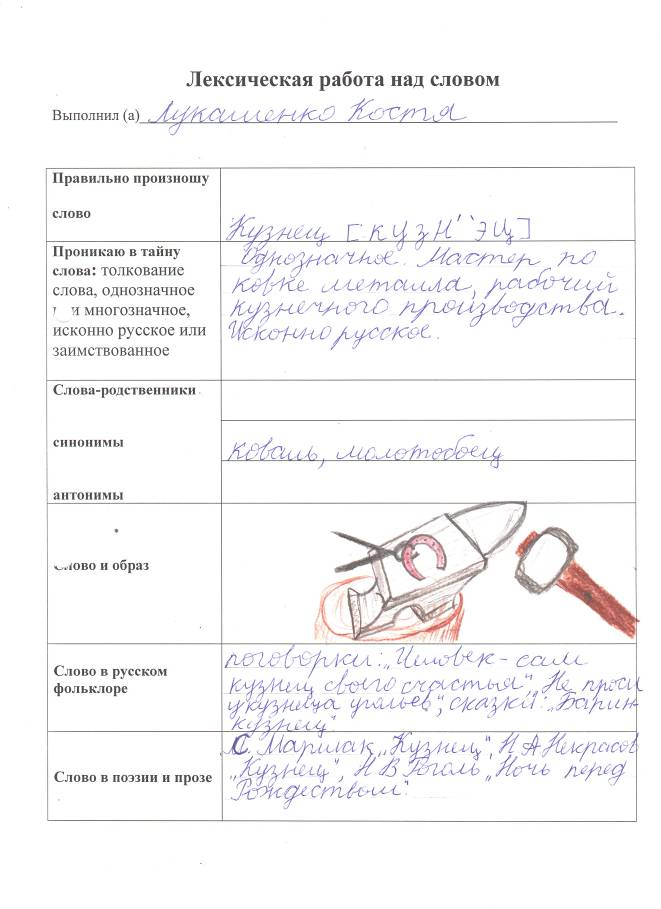 Лексическая работа над словом
Выполнил (а) Лукашенко Костя
Правильно произношу
слово
Кузнец [кузн'´эц]
Проникаю в тайну
слова: толкование
слова, однозначное
и многозначное,
исконно русское или
заимствованное
Однозначное. Мастер по
ковке металла, рабочий
кузнечного производства.
Исконно русское.
Слова-родственники
синонимы
коваль, молотобоец
антонимы
Слово и образ
Слово в русском
фольклоре
поговорки: „Человек - сам
кузнец своего счастья", „Не проси
у кузнеца угольев"; сказки: „Барин-
кузнец".
Слово в поэзии и прозе
С. Маршак „Кузнец", Н А Некрасов
„Кузнец", Н В Гоголь „Ночь перед
Рождеством".